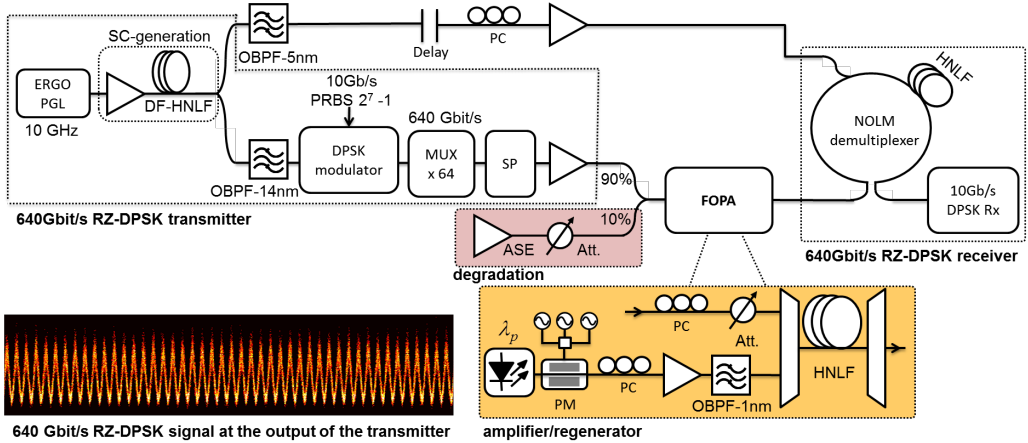 SC-generation
ERGO
PGL
10 GHz
DF-HNLF
OBPF-5nm
Delay
PC
HNLF
NOLM
demultiplexer
10Gb/s
PRBS 2⁷ -1
640 Gbit/s
DPSK
modulator
MUX
x 64
SP
OBPF-14nm
90%
10%
FOPA
10Gb/s
DPSK Rx
640Gbit/s RZ-DPSK transmitter
ASE
Att.
degradation
640Gbit/s RZ-DPSK receiver
PC
Att.
λp
PM
PC
OBPF-1nm
HNLF
640 Gbit/s RZ-DPSK signal at the output of the transmitter
amplifier/regenerator